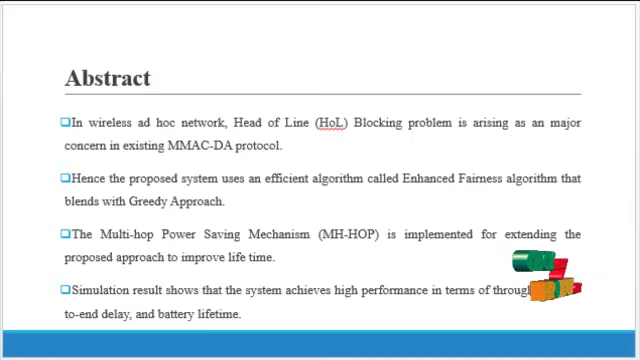 Abstract
In wireless ad hoc network, Head of Line (HoL) Blocking problem is arising as an major
concern in existing MMAC-DA protocol.
Hence the proposed system uses an efficient algorithm called Enhanced Fairness algorithm that
blends with Greedy Approach.
The Multi-hop Power Saving Mechanism (MH-HOP) is implemented for extending the
proposed approach to improve life time.
Simulation result shows that the system achieves high performance in terms of through
to-end delay, and battery lifetime.